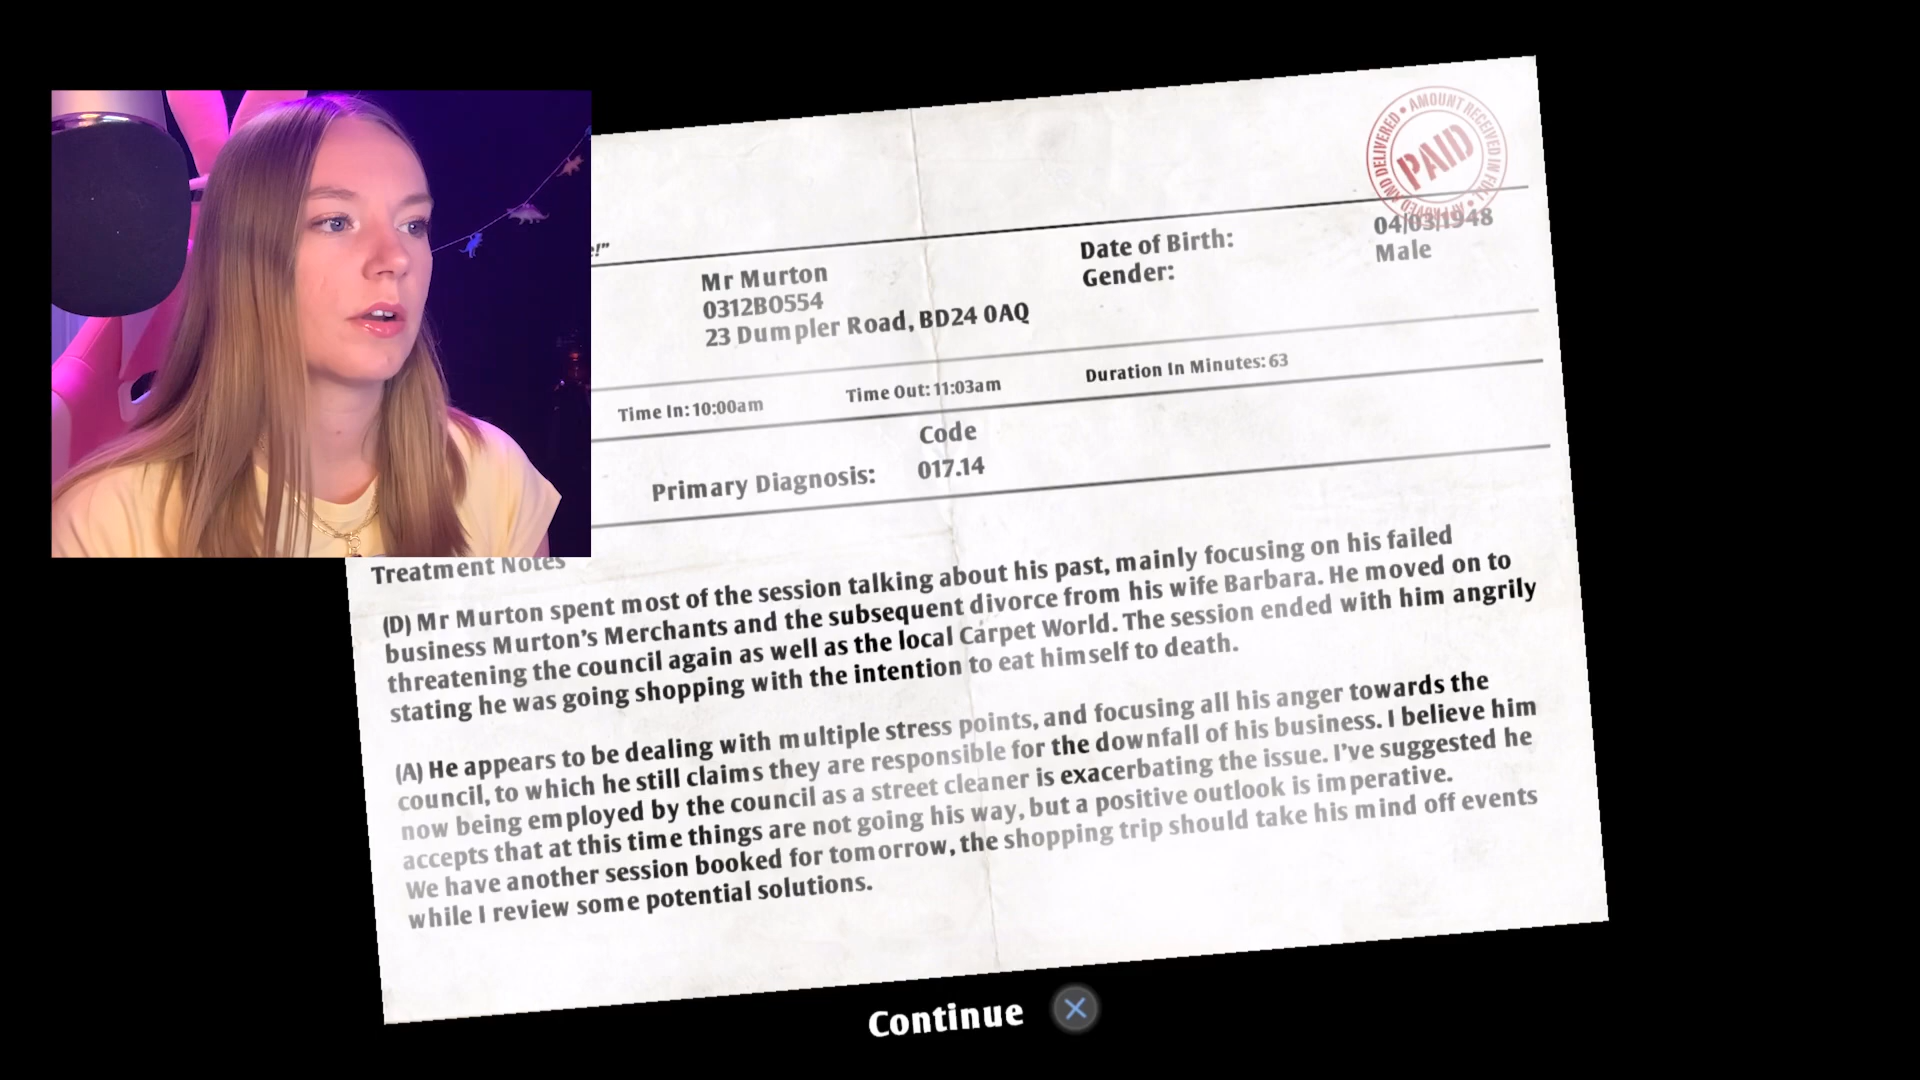 AMOUNT RECEIVED IN FULL • APPROVED AND DELIVERED •
PAID
e!"
Mr Murton
0312BO554
23 Dumpler Road, BD24 0AQ
Date of Birth:
04/03/1948
Gender:
Male
Time In: 10:00am
Time Out: 11:03am
Duration In Minutes: 63
Code
Primary Diagnosis:
017.14
Treatment Notes
(D) Mr Murton spent most of the session talking about his past, mainly focusing on his failed
business Murton's Merchants and the subsequent divorce from his wife Barbara. He moved on to
threatening the council again as well as the local Carpet World. The session ended with him angrily
stating he was going shopping with the intention to eat himself to death.
(A) He appears to be dealing with multiple stress points, and focusing all his anger towards the
council, to which he still claims they are responsible for the downfall of his business. I believe him
now being employed by the council as a street cleaner is exacerbating the issue. I've suggested he
accepts that at this time things are not going his way, but a positive outlook is imperative.
We have another session booked for tomorrow, the shopping trip should take his mind off events
while I review some potential solutions.
Continue